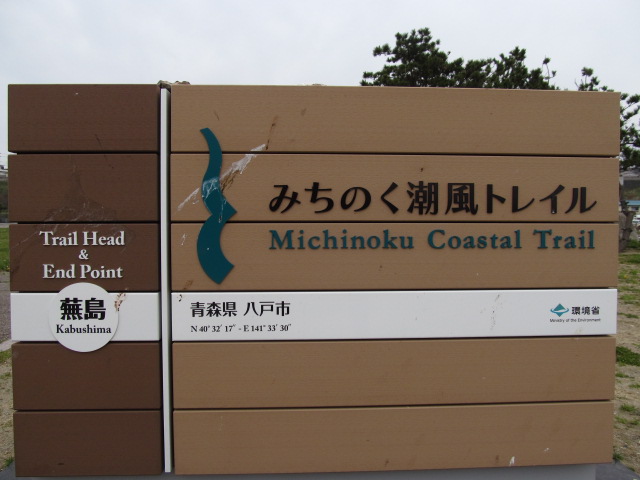 Trail Head
&
End Point
蕪島
Kabushima
みちのく潮風トレイル
Michinoku Coastal Trail
青森県 八戸市
N 40° 32′ 17″ - E 141° 33′ 30″
環境省
Ministry of the Environment